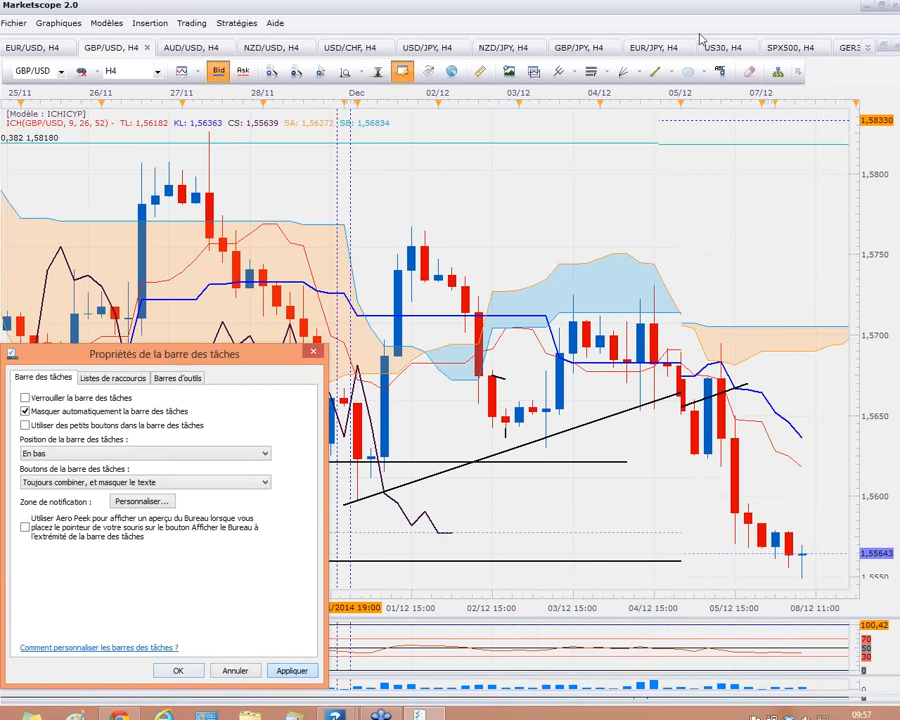 Marketscope 2.0
Fichier Graphiques Modèles Insertion Trading Stratégies Aide
EUR/USD, H4 GBP/USD, H4 AUD/USD, H4 NZD/USD, H4 USD/CHF, H4 USD/JPY, H4 NZD/JPY, H4 GBP/JPY, H4 EUR/JPY, H4 US30, H4 SPX500, H4 GER3
GBP/USD H4 Bid Ask
25/11 26/11 27/11 28/11 Dec 02/12 03/12 04/12 05/12 07/12
[Modèle : ICHICYP]
ICH(GBP/USD, 9, 26, 52) - TL: 1,56182 KL: 1,56363 CS: 1,55639 SA: 1,56272 SB: 1,56834
0,382 1,58180
1,58330
1,5800
1,5750
1,5700
1,5650
1,5600
1,55643
1,5550
Propriétés de la barre des tâches
Barre des tâches Listes de raccourcis Barres d'outils
Verrouiller la barre des tâches
Masquer automatiquement la barre des tâches
Utiliser des petits boutons dans la barre des tâches
Position de la barre des tâches :
En bas
Boutons de la barre des tâches :
Toujours combiner, et masquer le texte
Zone de notification : Personnaliser...
Utiliser Aero Peek pour afficher un aperçu du Bureau lorsque vous
placez le pointeur de votre souris sur le bouton Afficher le Bureau à
l'extrémité de la barre des tâches
Comment personnaliser les barres des tâches ?
OK Annuler Appliquer
/2014 19:00 01/12 15:00 02/12 15:00 03/12 15:00 04/12 15:00 05/12 15:00 08/12 11:00
100,42
70
50
30
0
0
09:57